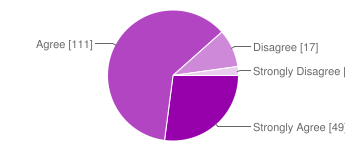 Agree [111]
Disagree [17]
Strongly Disagree [
Strongly Agree [49]